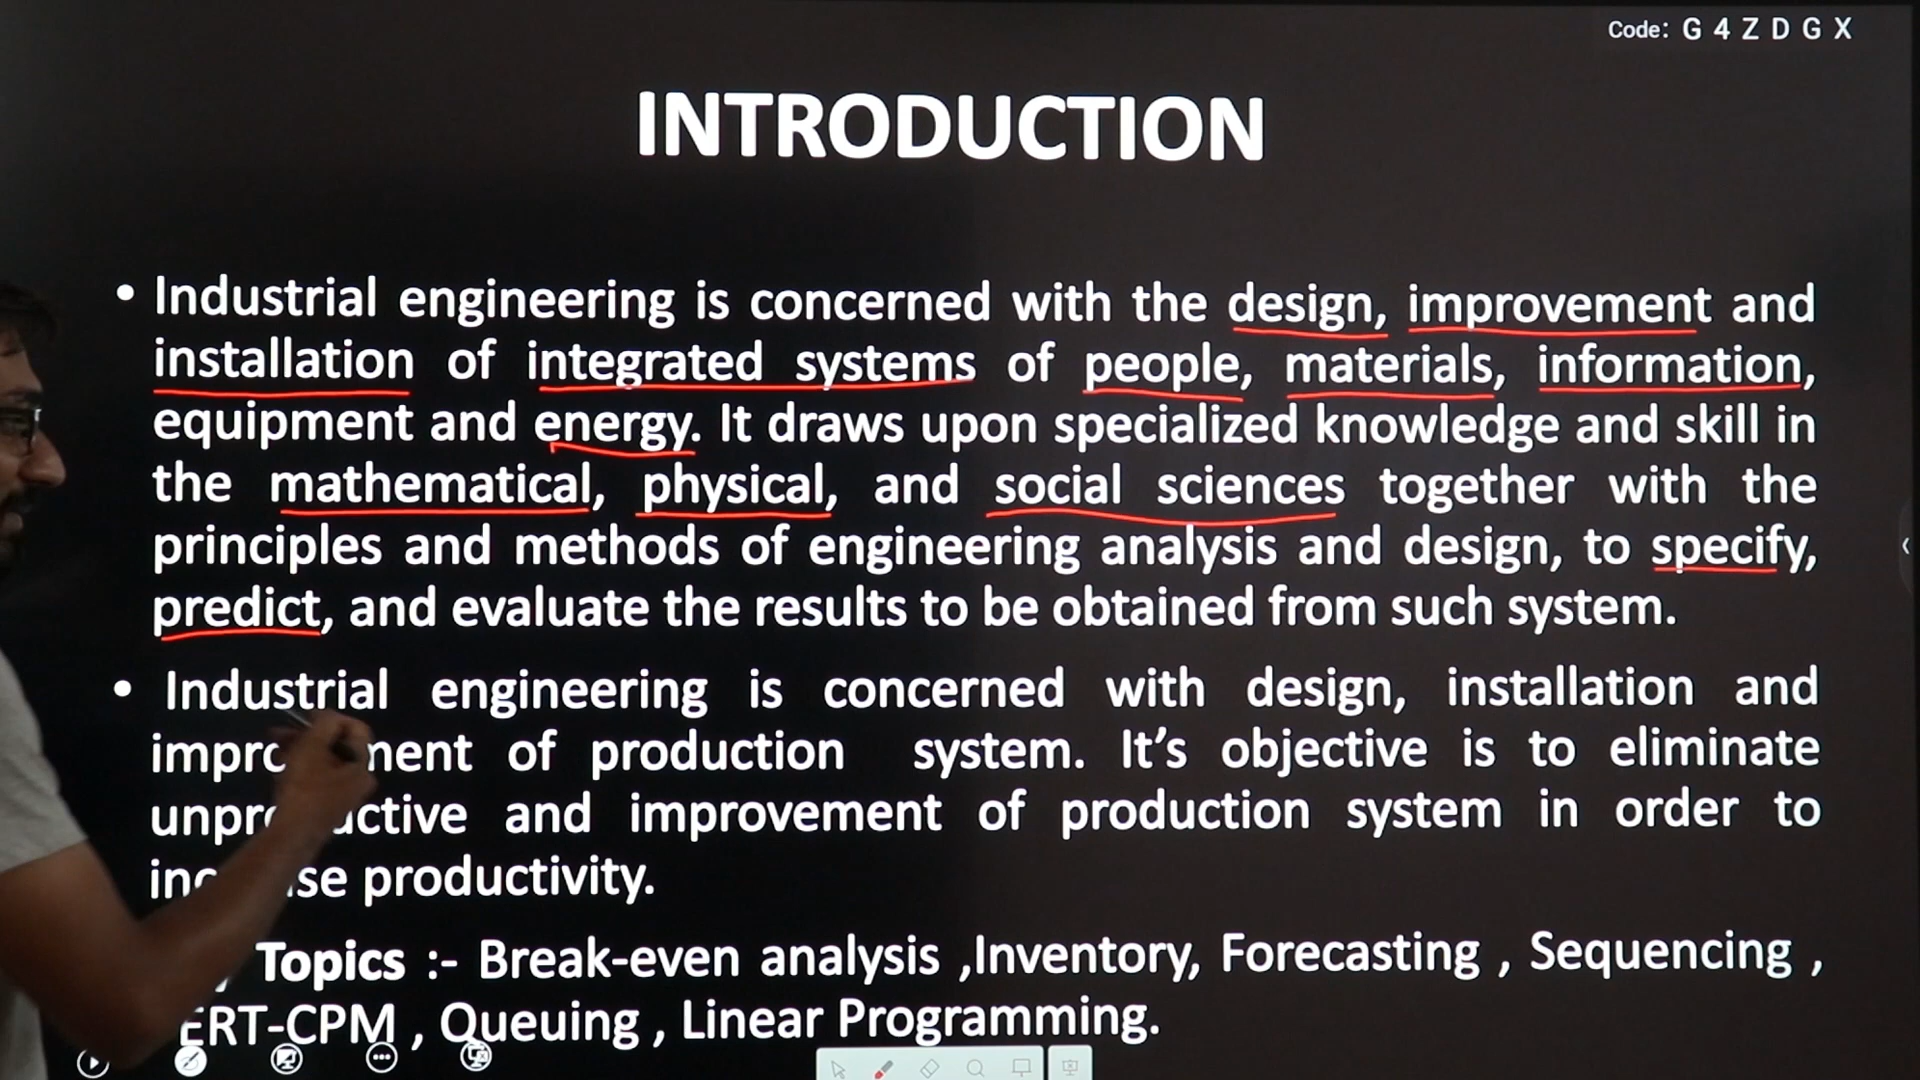 Code: G 4 Z D G X
INTRODUCTION
• Industrial engineering is concerned with the design, improvement and
installation of integrated systems of people, materials, information,
equipment and energy. It draws upon specialized knowledge and skill in
the mathematical, physical, and social sciences together with the
principles and methods of engineering analysis and design, to specify,
predict, and evaluate the results to be obtained from such system.
• Industrial engineering is concerned with design, installation and
of production system. It's objective is to eliminate
and improvement of production system in order to
productivity.
Topics :- Break-even analysis ,Inventory, Forecasting , Sequencing ,
ERT-CPM , Queuing , Linear Programming.